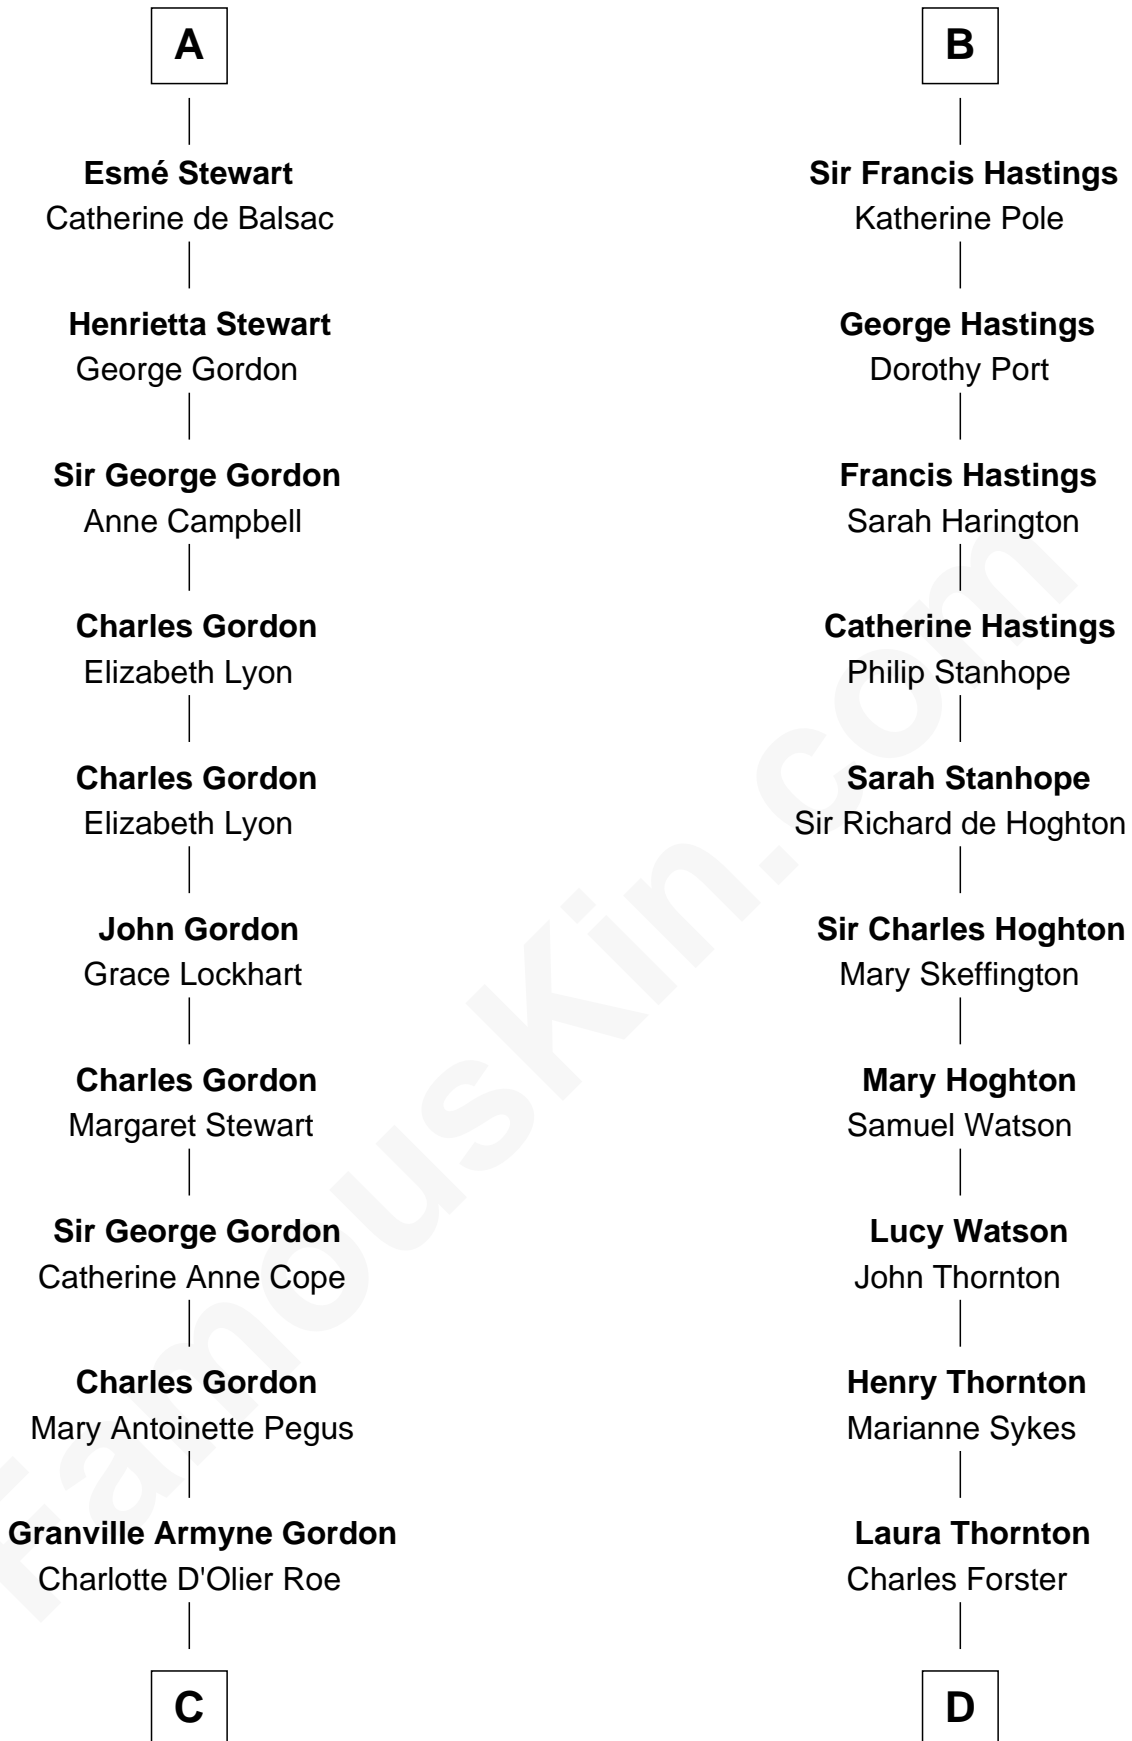 A
Esmé Stewart
Catherine de Balsac
Henrietta Stewart
George Gordon
Sir George Gordon
Anne Campbell
Charles Gordon
Elizabeth Lyon
Charles Gordon
Elizabeth Lyon
John Gordon
Grace Lockhart
Charles Gordon
Margaret Stewart
Sir George Gordon
Catherine Anne Cope
Charles Gordon
Mary Antoinette Pegus
Granville Armyne Gordon
Charlotte D'Olier Roe
C
B
Sir Francis Hastings
Katherine Pole
George Hastings
Dorothy Port
Francis Hastings
Sarah Harington
Catherine Hastings
Philip Stanhope
Sarah Stanhope
Sir Richard de Hoghton
Sir Charles Hoghton
Mary Skeffington
Mary Hoghton
Samuel Watson
Lucy Watson
John Thornton
Henry Thornton
Marianne Sykes
Laura Thornton
Charles Forster
D
FamousKin.com